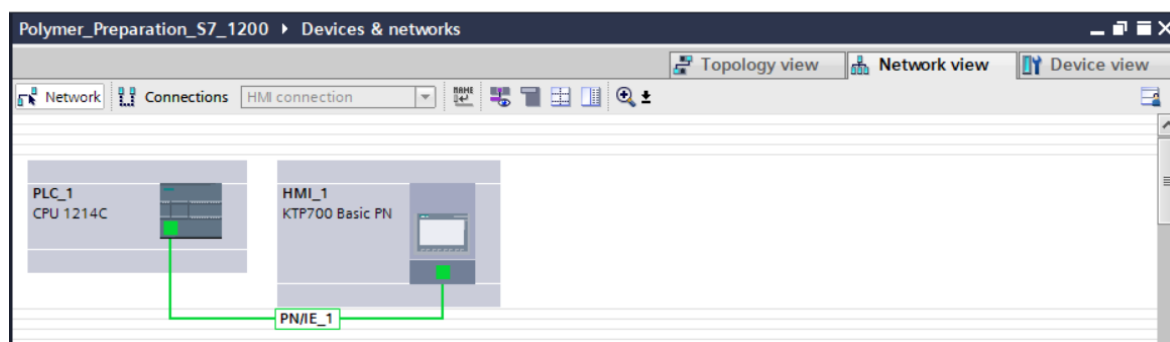 Polymer_Preparation_S7_1200 ▸ Devices & networks
Topology view Network view Device view
Network Connections HMI connection
PLC_1
CPU 1214C
HMI_1
KTP700 Basic PN
PN/IE_1